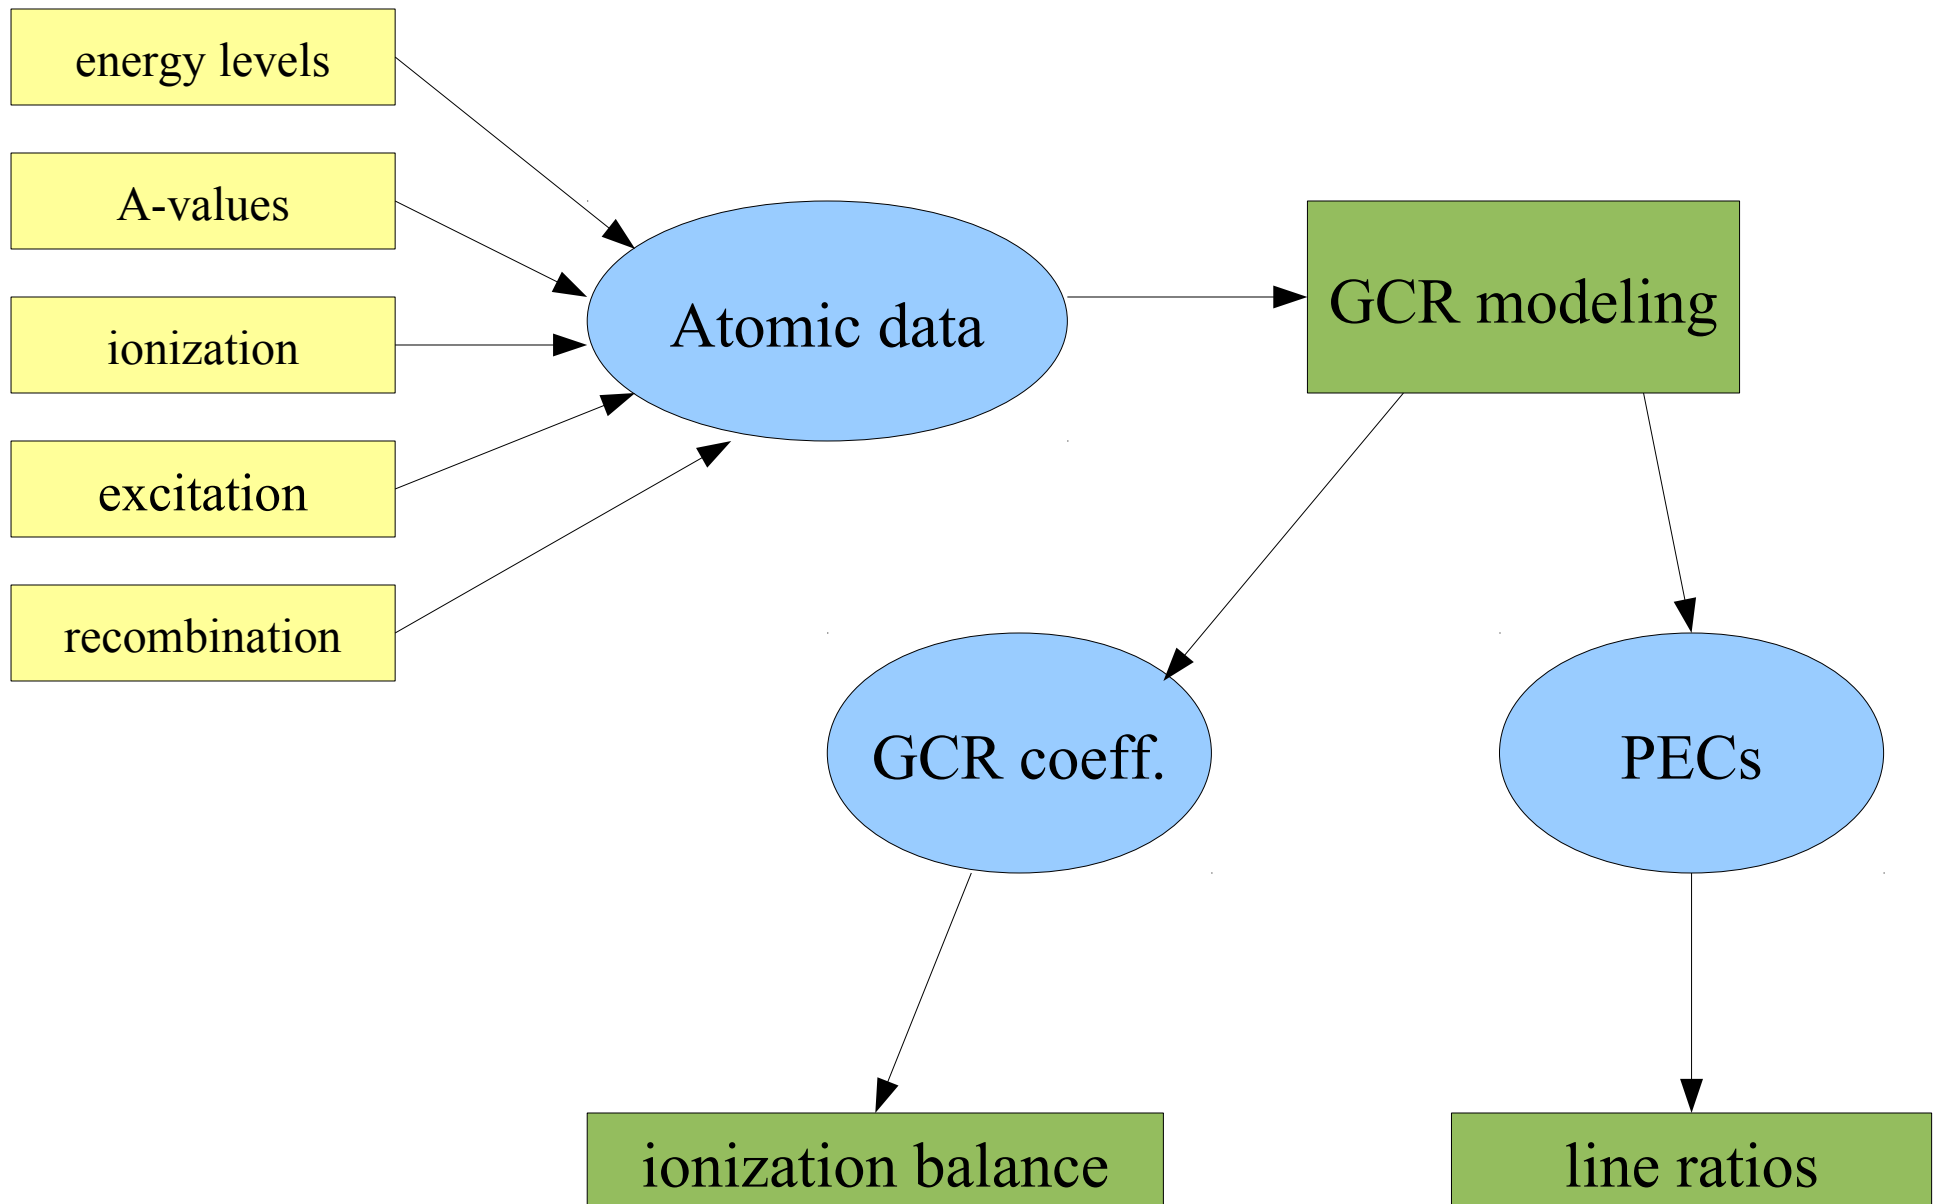 energy levels
A-values
ionization
excitation
recombination
Atomic data
GCR modeling
GCR coeff.
PECs
ionization balance
line ratios